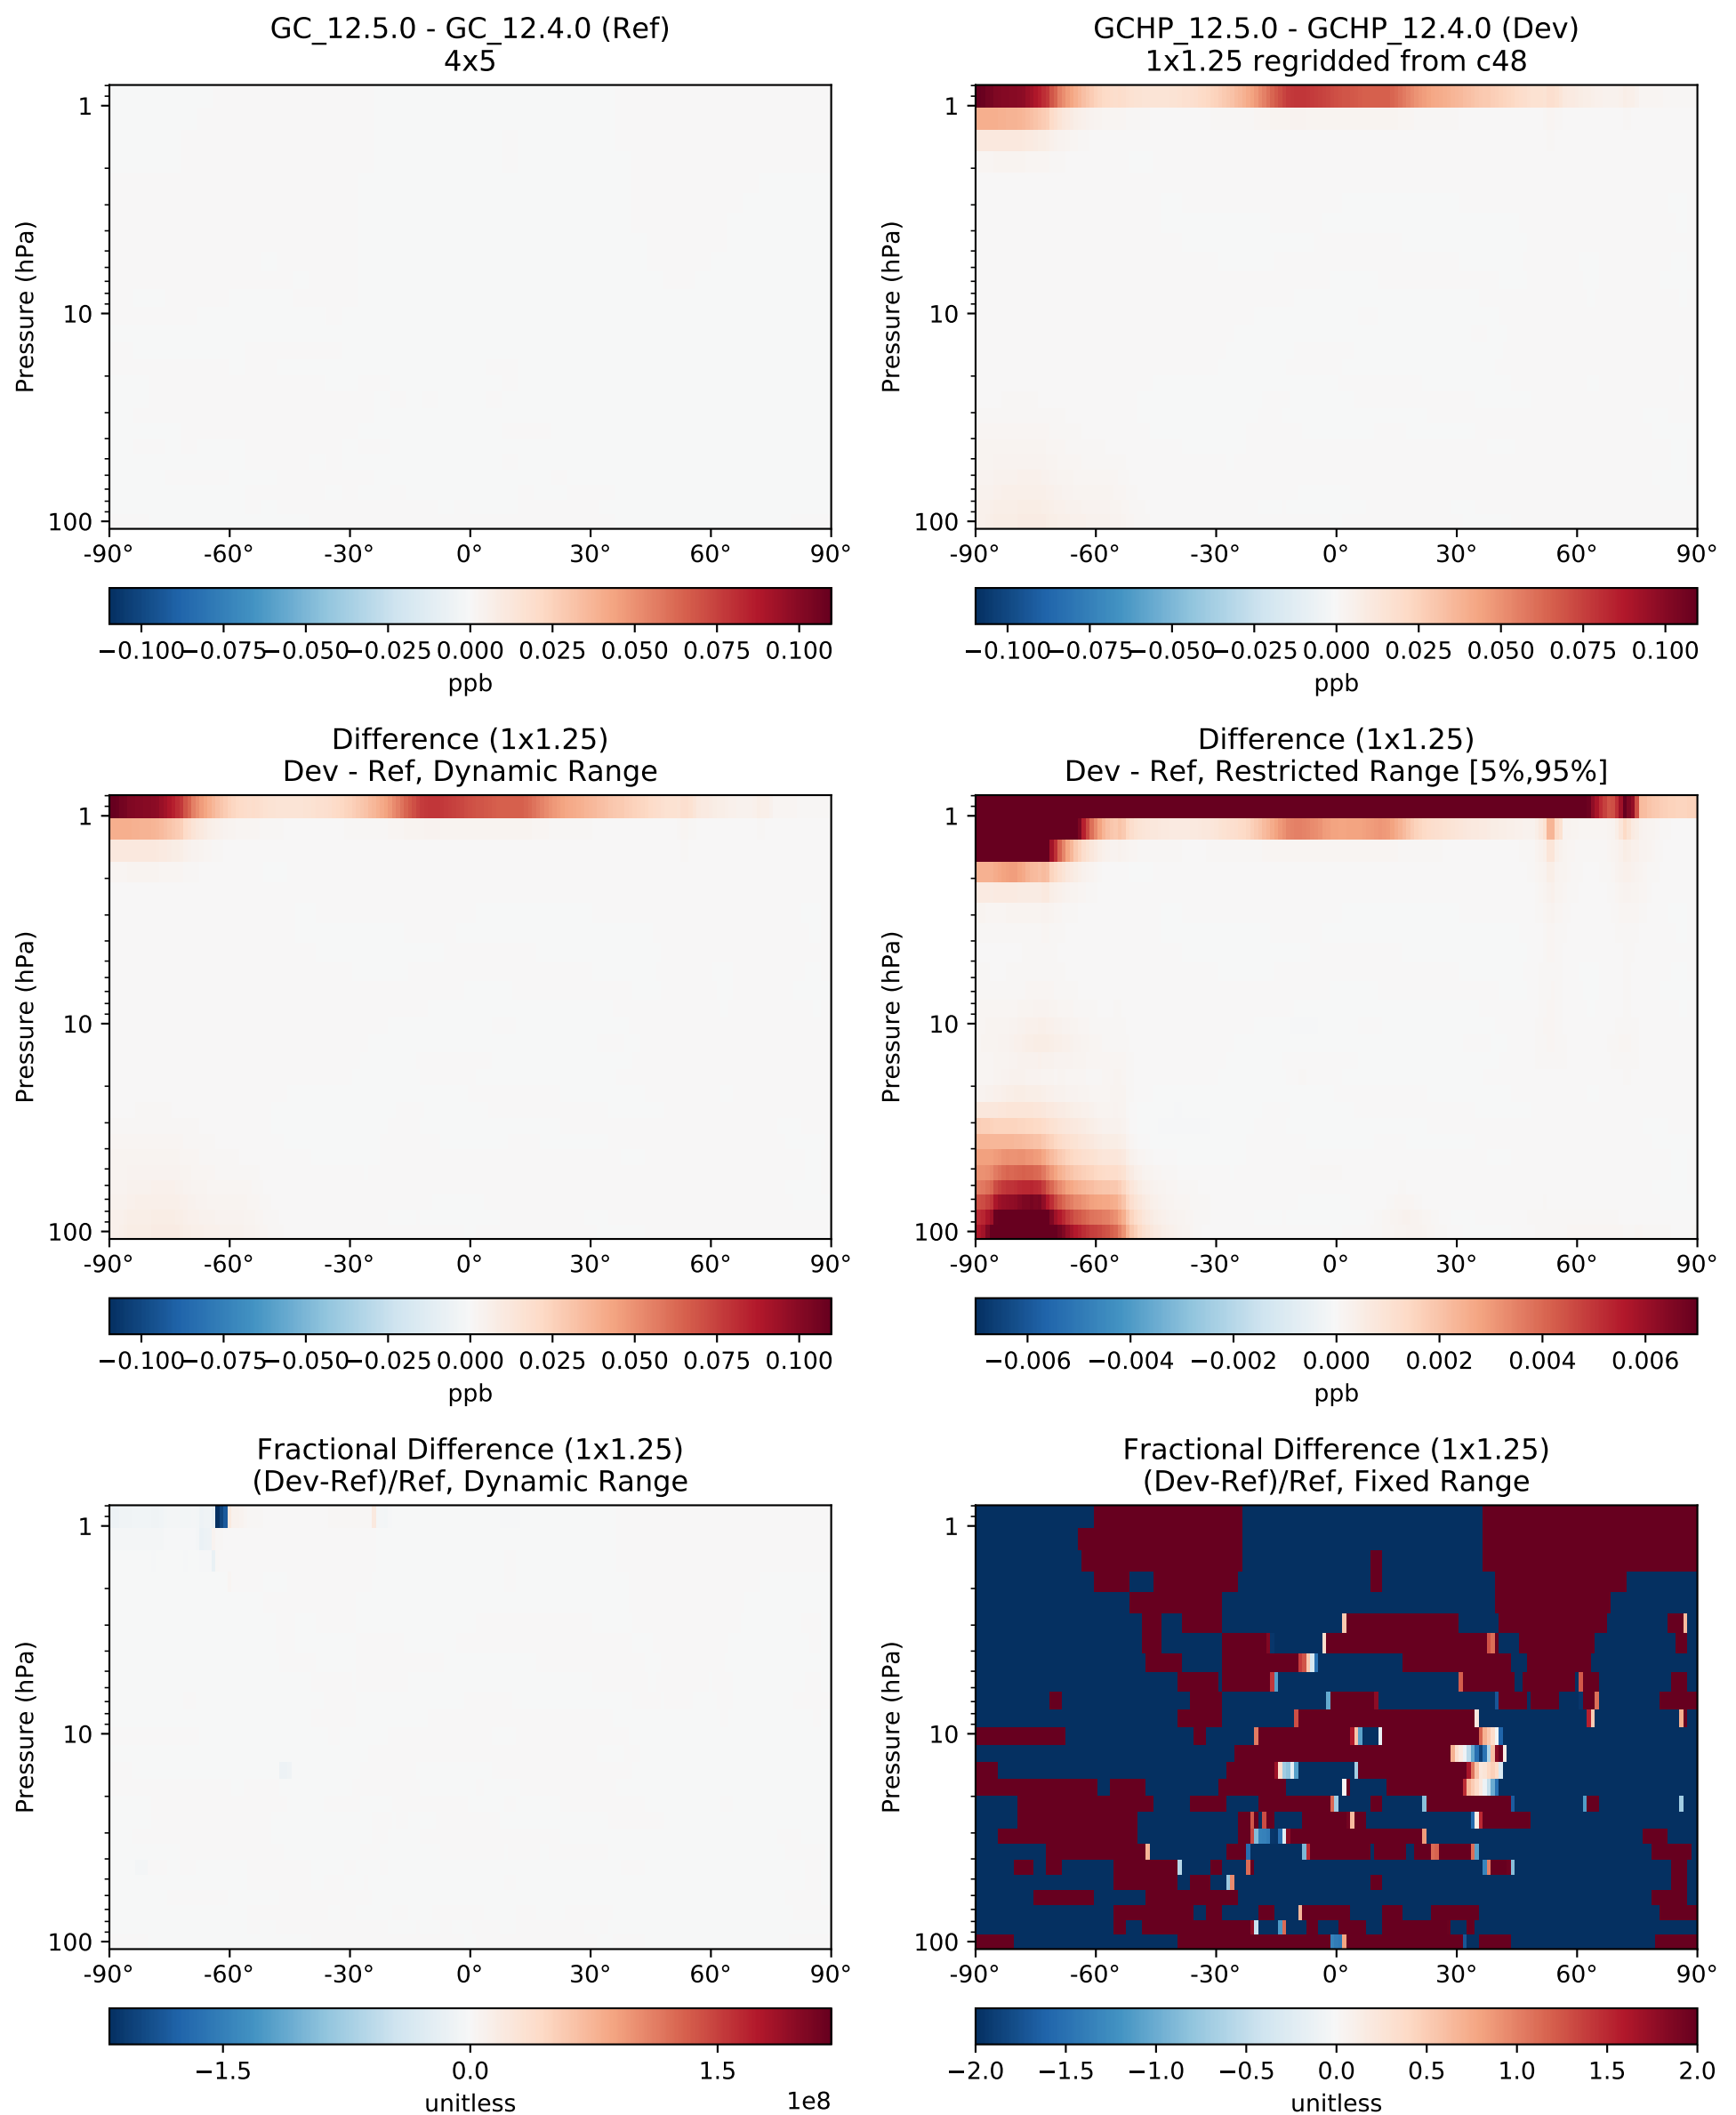 GC_12.5.0 - GC_12.4.0 (Ref)
4x5
Pressure (hPa)
1
10
100
-90° -60° -30° 0° 30° 60° 90°
−0.100 −0.075 −0.050 −0.025 0.000 0.025 0.050 0.075 0.100
ppb
GCHP_12.5.0 - GCHP_12.4.0 (Dev)
1x1.25 regridded from c48
Pressure (hPa)
1
10
100
-90° -60° -30° 0° 30° 60° 90°
−0.100 −0.075 −0.050 −0.025 0.000 0.025 0.050 0.075 0.100
ppb
Difference (1x1.25)
Dev - Ref, Dynamic Range
Pressure (hPa)
1
10
100
-90° -60° -30° 0° 30° 60° 90°
−0.100 −0.075 −0.050 −0.025 0.000 0.025 0.050 0.075 0.100
ppb
Difference (1x1.25)
Dev - Ref, Restricted Range [5%,95%]
Pressure (hPa)
1
10
100
-90° -60° -30° 0° 30° 60° 90°
−0.006 −0.004 −0.002 0.000 0.002 0.004 0.006
ppb
Fractional Difference (1x1.25)
(Dev-Ref)/Ref, Dynamic Range
Pressure (hPa)
1
10
100
-90° -60° -30° 0° 30° 60° 90°
−1.5 0.0 1.5
unitless 1e8
Fractional Difference (1x1.25)
(Dev-Ref)/Ref, Fixed Range
Pressure (hPa)
1
10
100
-90° -60° -30° 0° 30° 60° 90°
−2.0 −1.5 −1.0 −0.5 0.0 0.5 1.0 1.5 2.0
unitless